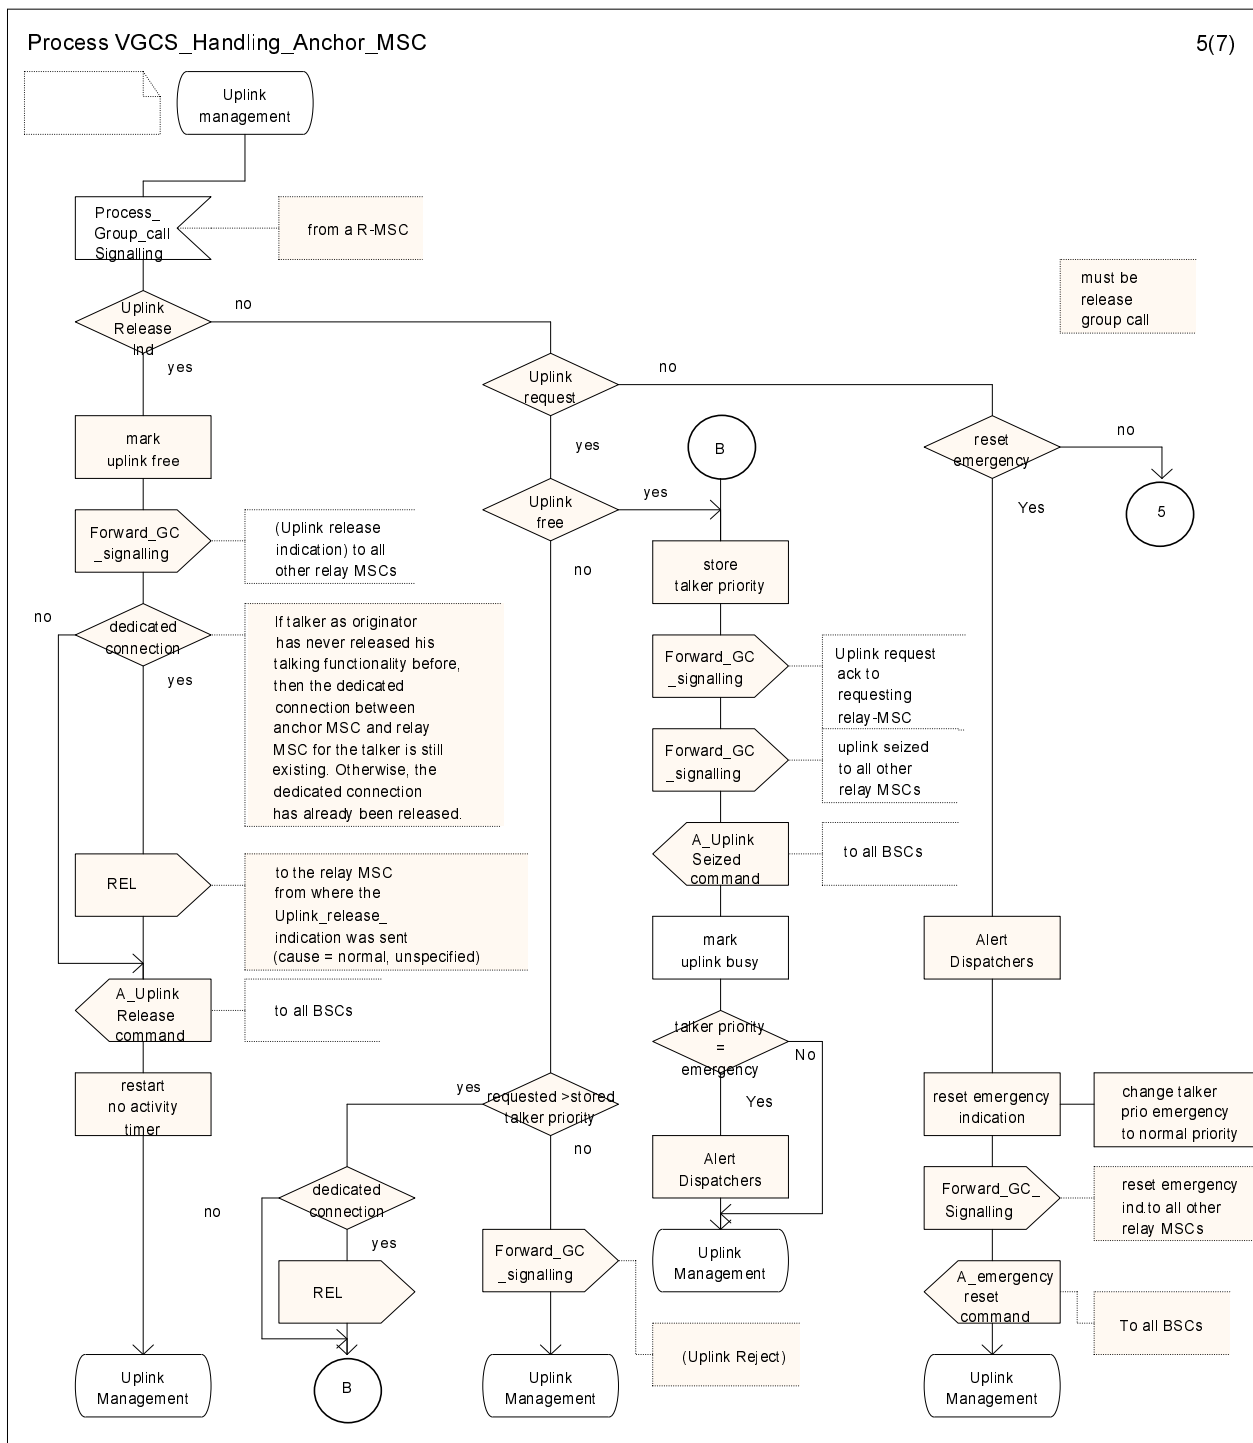 Process VGCS_Handling_Anchor_MSC
5(7)
Uplink
management
Process_
Group_call
Signalling
from a R-MSC
must be
release
group call
Uplink
Release
Ind
no
yes
Uplink
request
no
yes
reset
emergency
no
Yes
5
mark
uplink free
B
Uplink
free
yes
no
Forward_GC
_signalling
(Uplink release
indication) to all
other relay MSCs
store
talker priority
no
dedicated
connection
yes
If talker as originator
has never released his
talking functionality before,
then the dedicated
connection between
anchor MSC and relay
MSC for the talker is still
existing. Otherwise, the
dedicated connection
has already been released.
Forward_GC
_signalling
Uplink request
ack to
requesting
relay-MSC
Forward_GC
_signalling
uplink seized
to all other
relay MSCs
A_Uplink
Seized
command
to all BSCs
REL
to the relay MSC
from where the
Uplink_release_
indication was sent
(cause = normal, unspecified)
mark
uplink busy
Alert
Dispatchers
A_Uplink
Release
command
to all BSCs
talker priority
=
emergency
No
Yes
restart
no activity
timer
yes
requested >stored
talker priority
no
reset emergency
indication
change talker
prio emergency
to normal priority
Alert
Dispatchers
no
dedicated
connection
yes
Forward_GC_
Signalling
reset emergency
ind.to all other
relay MSCs
REL
Forward_GC
_signalling
Uplink
Management
A_emergency
reset
command
To all BSCs
(Uplink Reject)
Uplink
Management
B
Uplink
Management
Uplink
Management